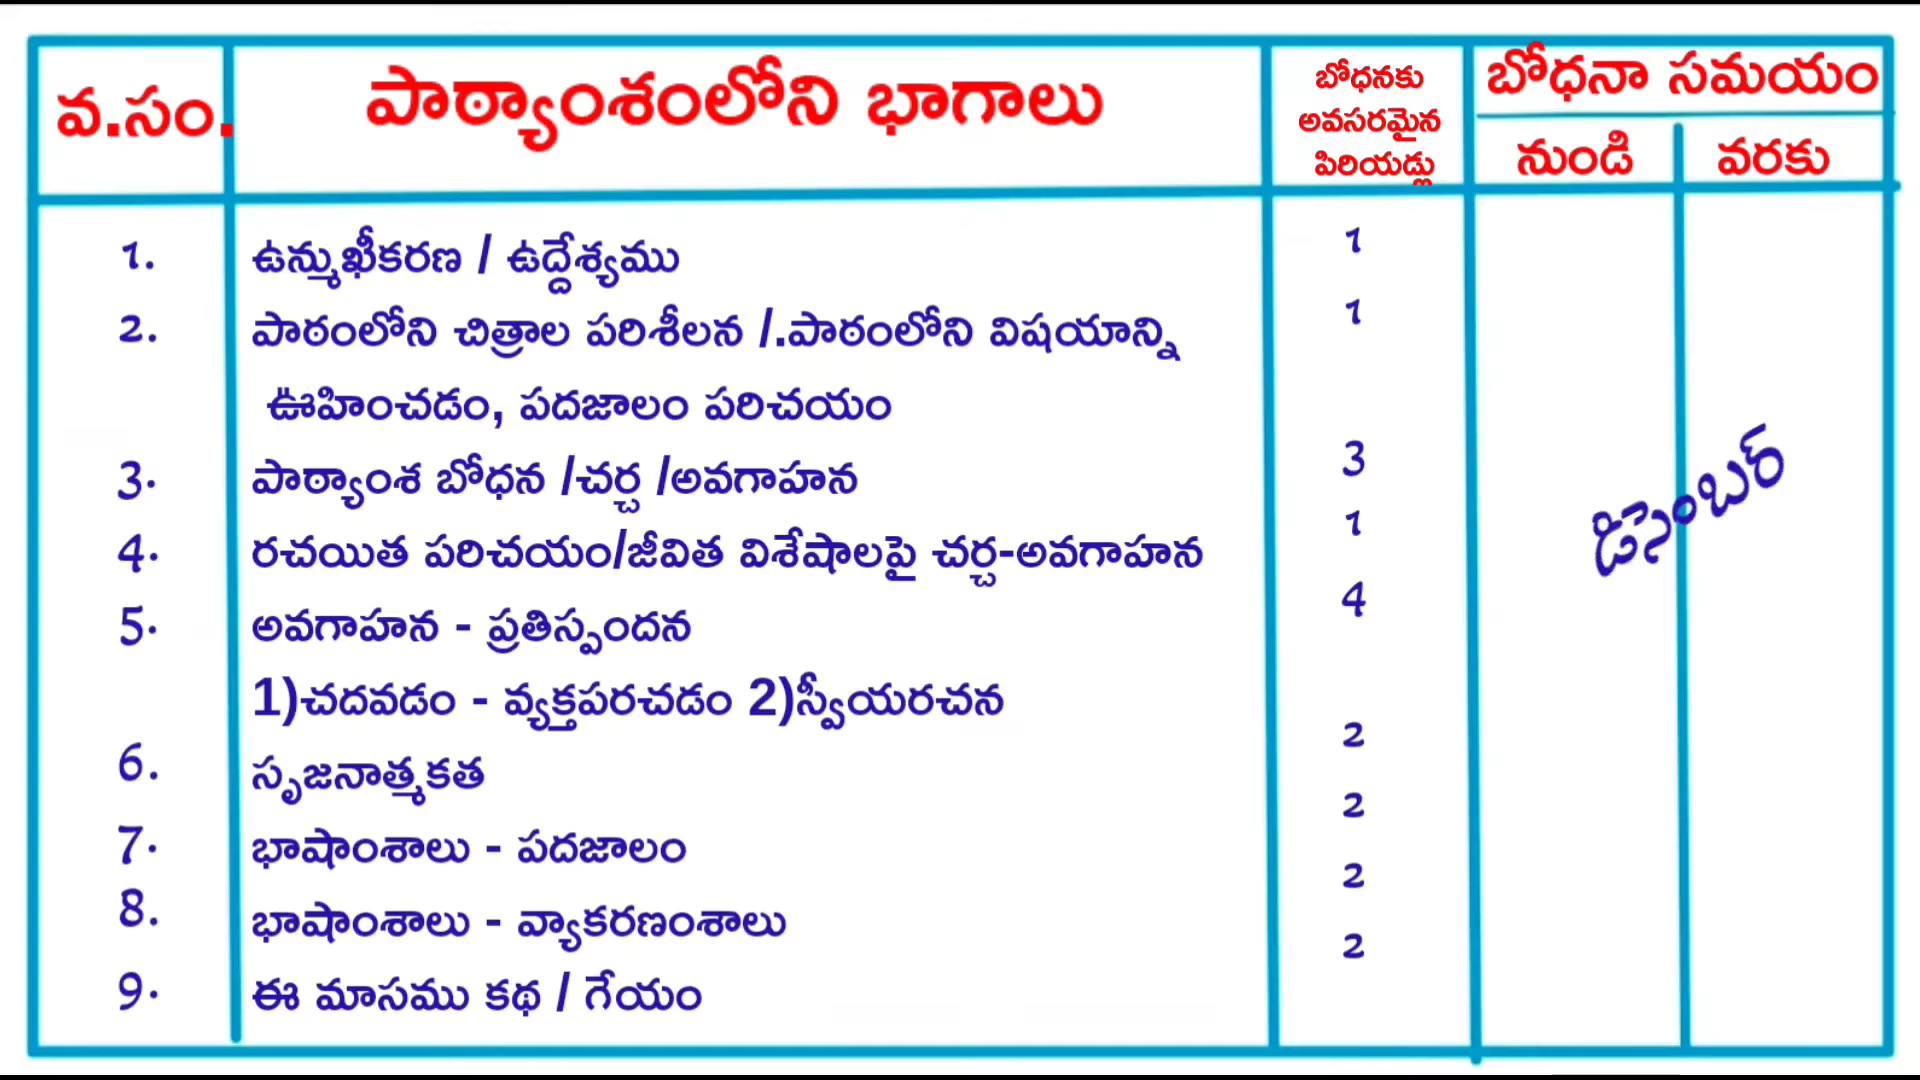 వ.సం. పాఠ్యాంశంలోని భాగాలు బోధనకు అవసరమైన పిరియడ్లు బోధనా సమయం
నుండి వరకు
1. ఉన్ముఖీకరణ / ఉద్దేశ్యము 1
2. పాఠంలోని చిత్రాల పరిశీలన /.పాఠంలోని విషయాన్ని 1
ఊహించడం, పదజాలం పరిచయం
3. పాఠ్యాంశ బోధన /చర్చ /అవగాహన 3
4. రచయిత పరిచయం/జీవిత విశేషాలపై చర్చ-అవగాహన 1
5. అవగాహన - ప్రతిస్పందన 4
1)చదవడం - వ్యక్తపరచడం 2)స్వీయరచన
6. సృజనాత్మకత 2
7. భాషాంశాలు - పదజాలం 2
8. భాషాంశాలు - వ్యాకరణంశాలు 2
9. ఈ మాసము కథ / గేయం 2
డిసెంబర్